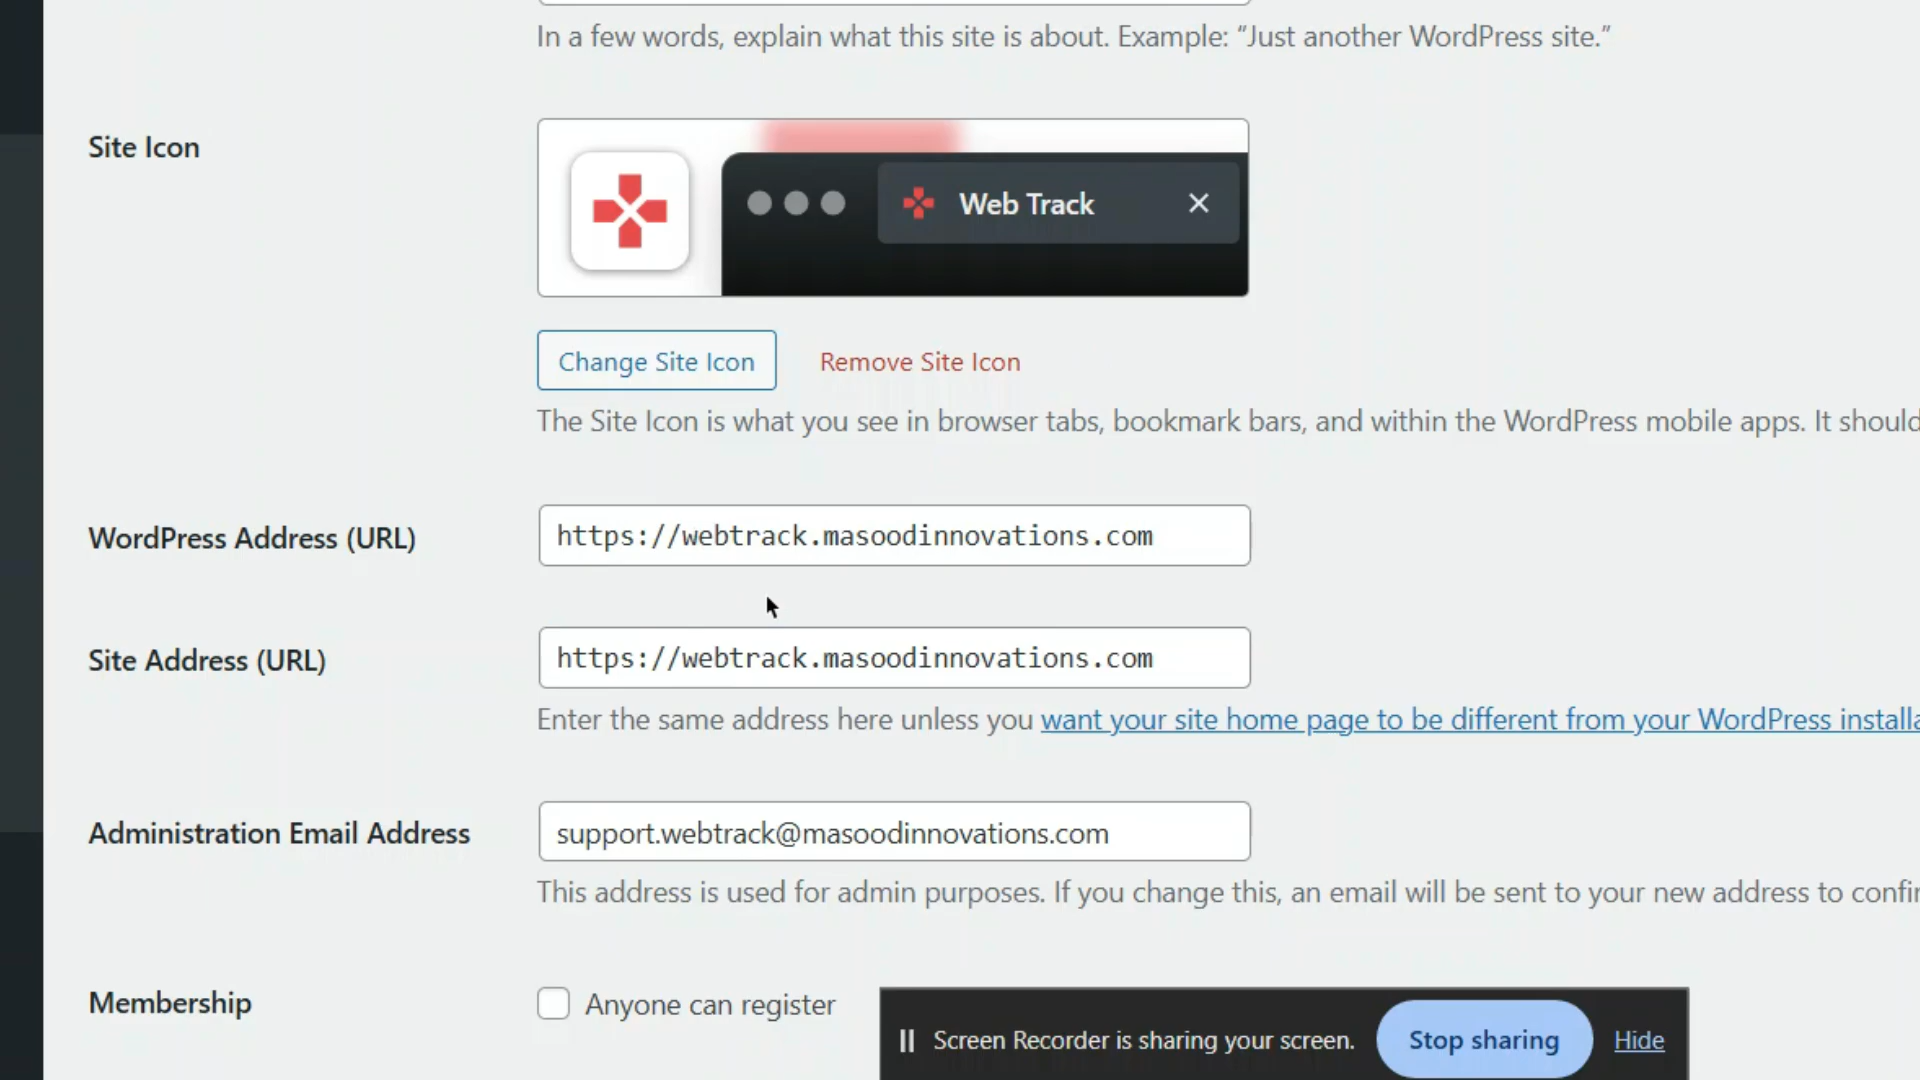 In a few words, explain what this site is about. Example: “Just another WordPress site.”
Site Icon
Web Track
Change Site Icon
Remove Site Icon
The Site Icon is what you see in browser tabs, bookmark bars, and within the WordPress mobile apps. It should
WordPress Address (URL)
https://webtrack.masoodinnovations.com
Site Address (URL)
https://webtrack.masoodinnovations.com
Enter the same address here unless you want your site home page to be different from your WordPress installa
Administration Email Address
support.webtrack@masoodinnovations.com
This address is used for admin purposes. If you change this, an email will be sent to your new address to confir
Membership
Anyone can register
Screen Recorder is sharing your screen.
Stop sharing
Hide